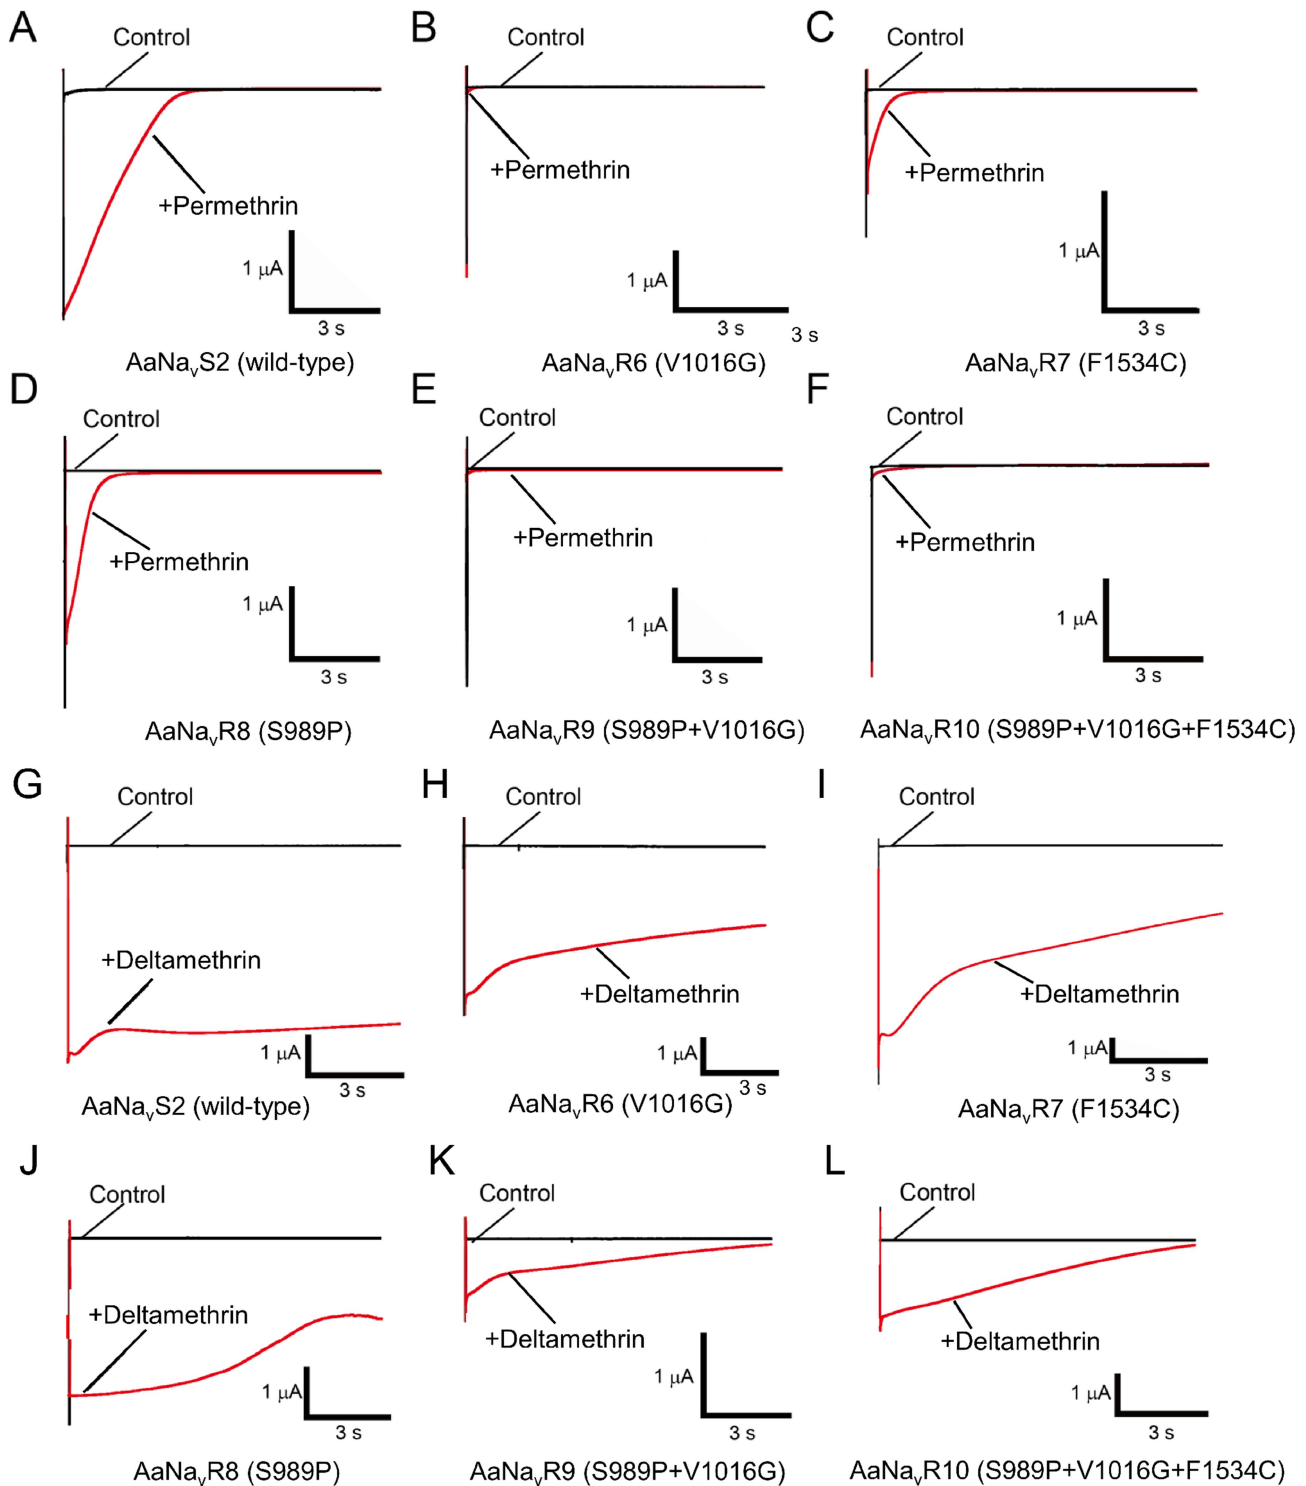 A
B
C
Control
Control
Control
+Permethrin
+Permethrin
+Permethrin
1 μA
1 μA
1 μA
3 s
3 s
3 s
3 s
AaNavS2 (wild-type)
AaNavR6 (V1016G)
AaNavR7 (F1534C)
D
E
F
Control
Control
Control
+Permethrin
+Permethrin
+Permethrin
1 μA
1 μA
1 μA
3 s
3 s
3 s
AaNavR8 (S989P)
AaNavR9 (S989P+V1016G)
AaNavR10 (S989P+V1016G+F1534C)
G
H
I
Control
Control
Control
+Deltamethrin
+Deltamethrin
+Deltamethrin
1 μA
1 μA
1 μA
3 s
3 s
3 s
AaNavS2 (wild-type)
AaNavR6 (V1016G)
AaNavR7 (F1534C)
J
K
L
Control
Control
Control
+Deltamethrin
+Deltamethrin
+Deltamethrin
1 μA
1 μA
1 μA
3 s
3 s
3 s
AaNavR8 (S989P)
AaNavR9 (S989P+V1016G)
AaNavR10 (S989P+V1016G+F1534C)